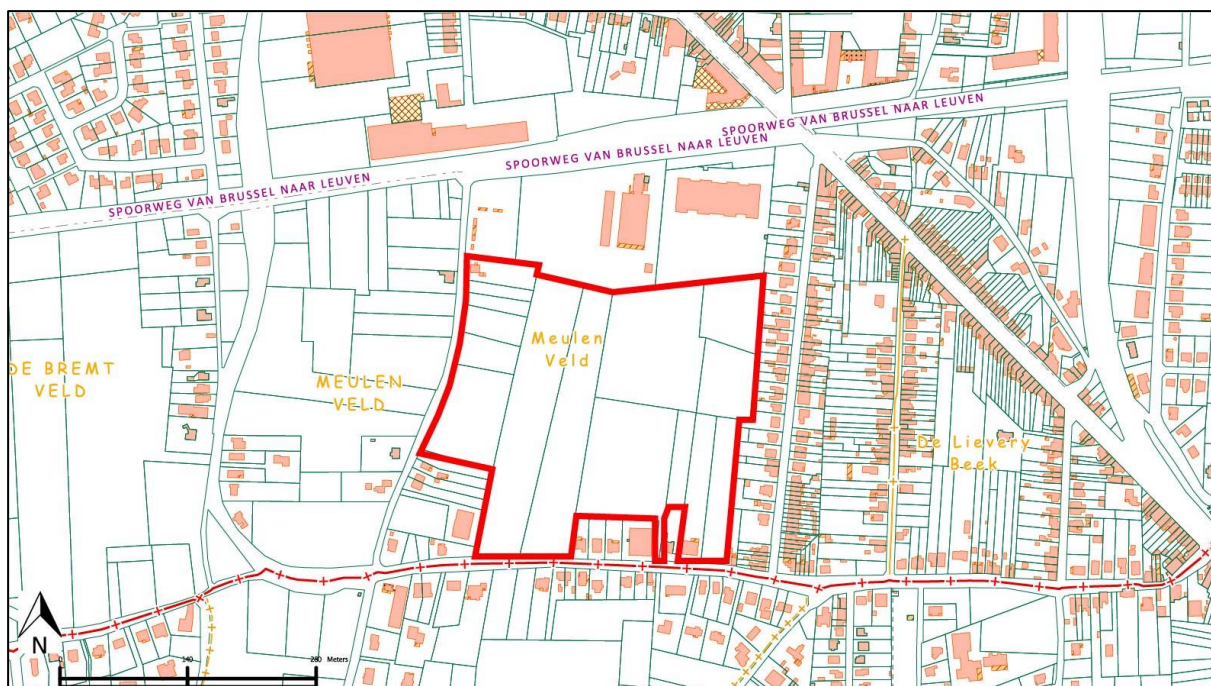 SPOORWEG VAN BRUSSEL NAAR LEUVEN
SPOORWEG VAN BRUSSEL NAAR LEUVEN
SPOORWEG VAN BRUSSEL NAAR LEUVEN
Meulen
Veld
DE BREMT
VELD
MEULEN
VELD
De Lievery
Beek
N
0 140 280 Meters